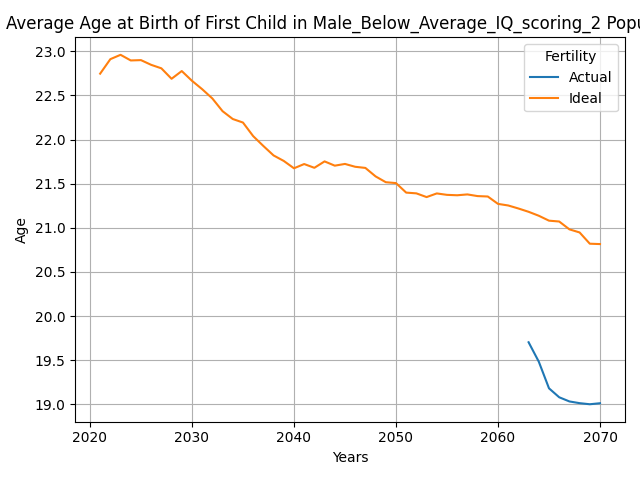 Average Age at Birth of First Child in Male_Below_Average_IQ_scoring_2 Popu
Fertility
Actual
Ideal
23.0
22.5
22.0
21.5
21.0
20.5
20.0
19.5
19.0
Age
2020 2030 2040 2050 2060 2070
Years